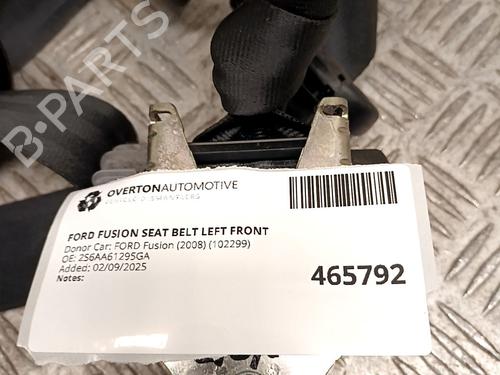 B-PARTS
OVERTONAUTOMOTIVE
VEHICLE DISMANTLERS
FORD FUSION SEAT BELT LEFT FRONT
Donor Car: FORD Fusion (2008) (102299)
OE: 2S6AA61295GA
Added: 02/09/2025
Notes:
465792